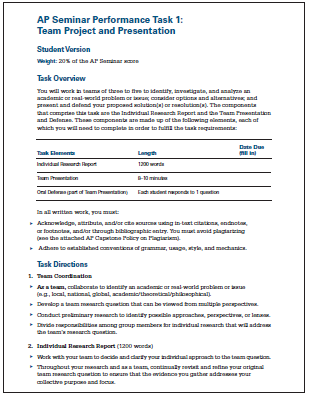 AP Seminar Performance Task 1:
Team Project and Presentation
Student Version
Weight: 20% of the AP Seminar score
Task Overview
You will work in teams of three to five to identify, investigate, and analyze an
academic or real-world problem or issue; consider options and alternatives; and
present and defend your proposed solution(s) or resolution(s). The components
that comprise this task are the Individual Research Report and the Team Presentation
and Defense. These components are made up of the following elements, each of
which you will need to complete in order to fulfill the task requirements:
Task Elements Length Date Due (fill in)
Individual Research Report 1200 words
Team Presentation 8–10 minutes
Oral Defense (part of Team Presentation) Each student responds to 1 question
In all written work, you must:
▸ Acknowledge, attribute, and/or cite sources using in-text citations, endnotes,
or footnotes, and/or through bibliographic entry. You must avoid plagiarizing
(see the attached AP Capstone Policy on Plagiarism).
▸ Adhere to established conventions of grammar, usage, style, and mechanics.
Task Directions
1. Team Coordination
▸ As a team, collaborate to identify an academic or real-world problem or issue
(e.g., local, national, global, academic/theoretical/philosophical).
▸ Develop a team research question that can be viewed from multiple perspectives.
▸ Conduct preliminary research to identify possible approaches, perspectives, or lenses.
▸ Divide responsibilities among group members for individual research that will address
the team's research question.
2. Individual Research Report (1200 words)
▸ Work with your team to decide and clarify your individual approach to the team question.
▸ Throughout your research and as a team, continually revisit and refine your original
team research question to ensure that the evidence you gather addresses your
collective purpose and focus.